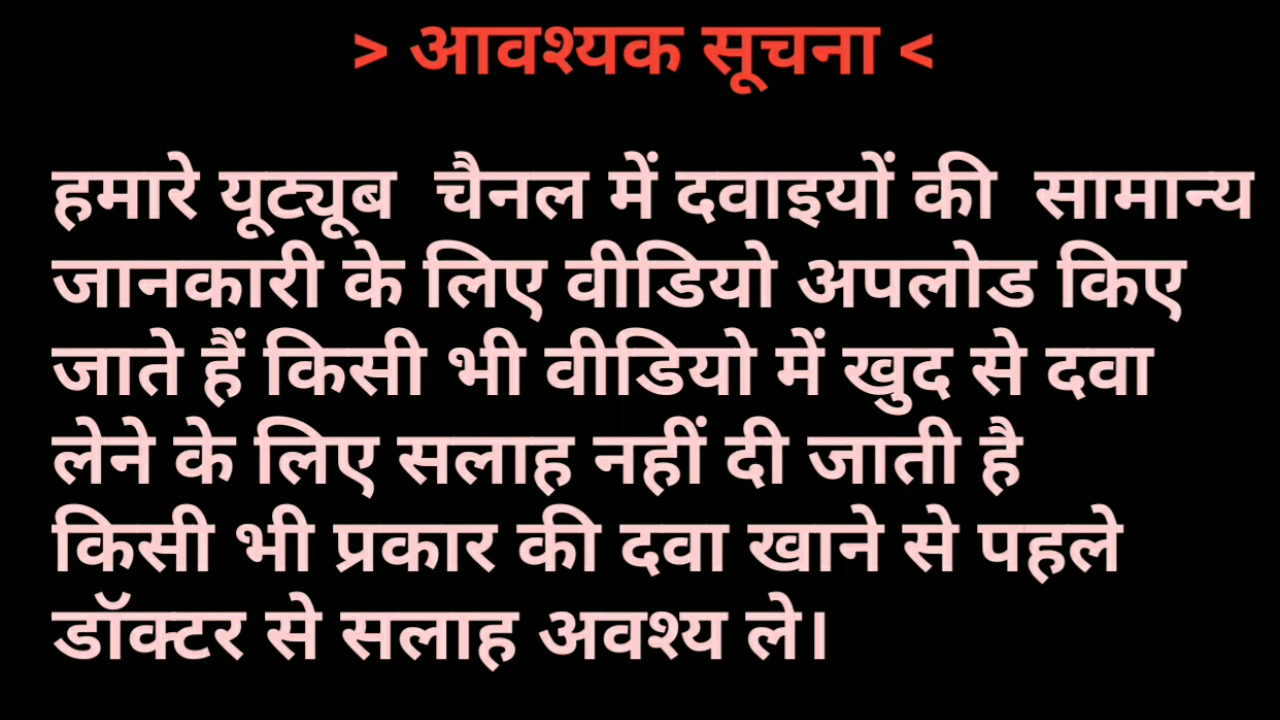 > आवश्यक सूचना <
हमारे यूट्यूब चैनल में दवाइयों की सामान्य
जानकारी के लिए वीडियो अपलोड किए
जाते हैं किसी भी वीडियो में खुद से दवा
लेने के लिए सलाह नहीं दी जाती है
किसी भी प्रकार की दवा खाने से पहले
डॉक्टर से सलाह अवश्य ले।